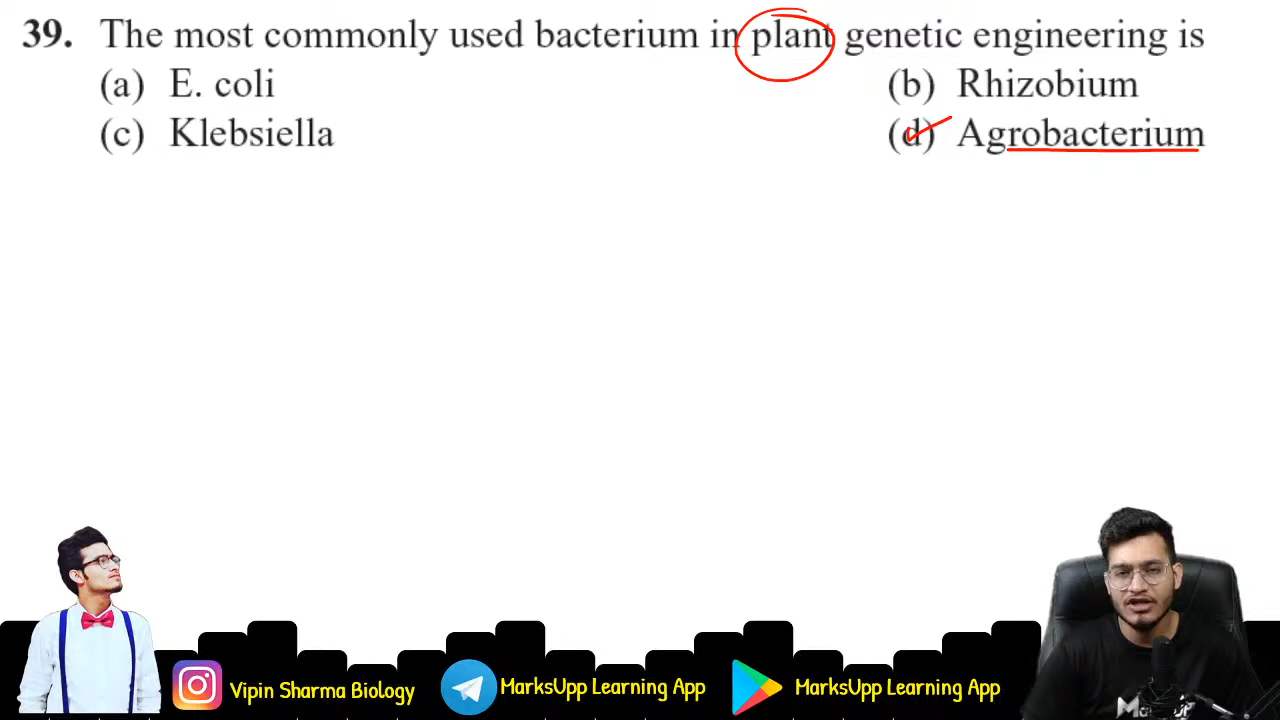 39. The most commonly used bacterium in plant genetic engineering is
(a) E. coli (b) Rhizobium
(c) Klebsiella (d) Agrobacterium
Vipin Sharma Biology MarksUpp Learning App MarksUpp Learning App